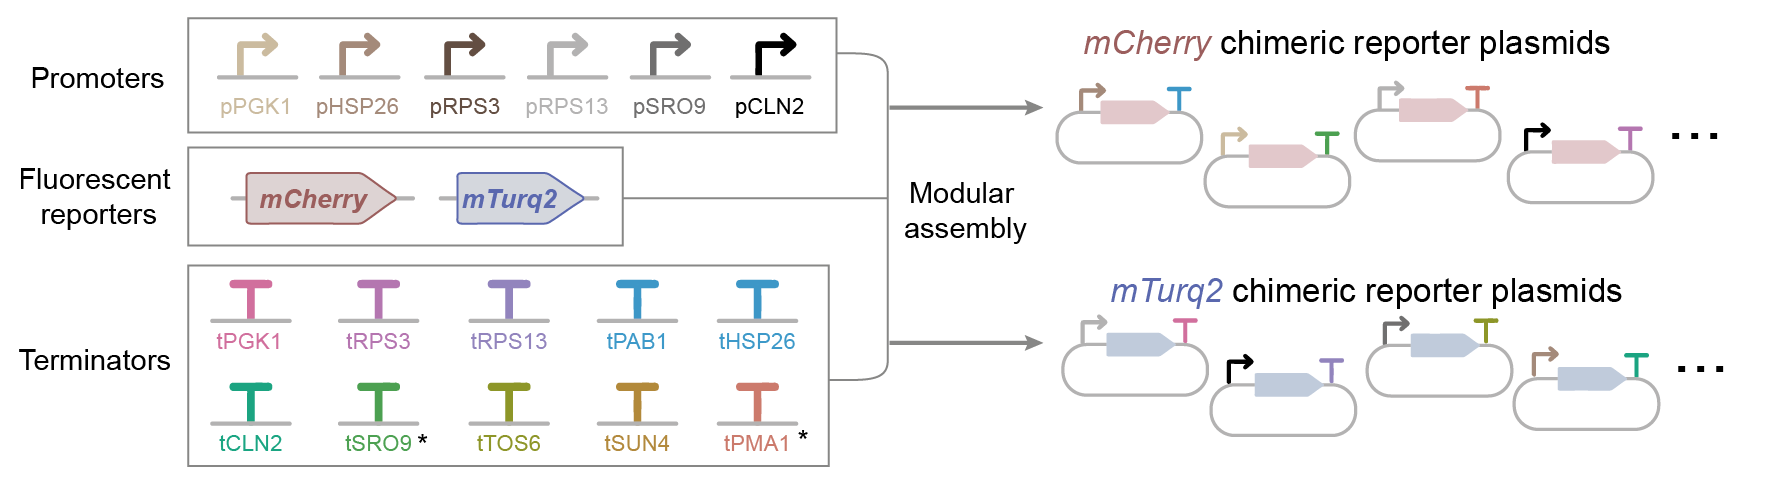 Promoters
pPGK1 pHSP26 pRPS3 pRPS13 pSRO9 pCLN2
Fluorescent
reporters
mCherry mTurq2
Terminators
tPGK1 tRPS3 tRPS13 tPAB1 tHSP26
tCLN2 tSRO9 * tTOS6 tSUN4 tPMA1 *
Modular
assembly
mCherry chimeric reporter plasmids
...
mTurq2 chimeric reporter plasmids
...